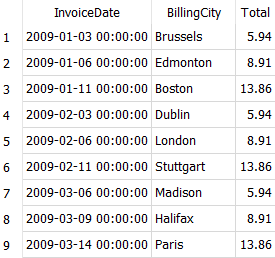 InvoiceDate BillingCity Total
1 2009-01-03 00:00:00 Brussels 5.94
2 2009-01-06 00:00:00 Edmonton 8.91
3 2009-01-11 00:00:00 Boston 13.86
4 2009-02-03 00:00:00 Dublin 5.94
5 2009-02-06 00:00:00 London 8.91
6 2009-02-11 00:00:00 Stuttgart 13.86
7 2009-03-06 00:00:00 Madison 5.94
8 2009-03-09 00:00:00 Halifax 8.91
9 2009-03-14 00:00:00 Paris 13.86